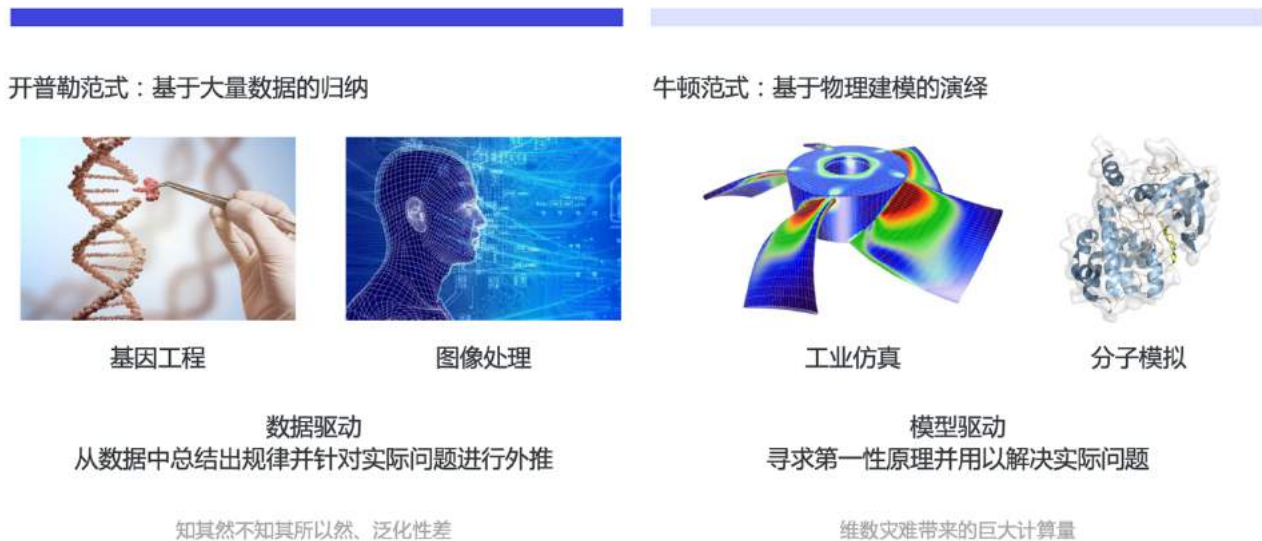 开普勒范式：基于大量数据的归纳
牛顿范式：基于物理建模的演绎
基因工程
图像处理
工业仿真
分子模拟
数据驱动
从数据中总结出规律并针对实际问题进行外推
模型驱动
寻求第一性原理并用以解决实际问题
知其然不知其所以然、泛化性差
维数灾难带来的巨大计算量